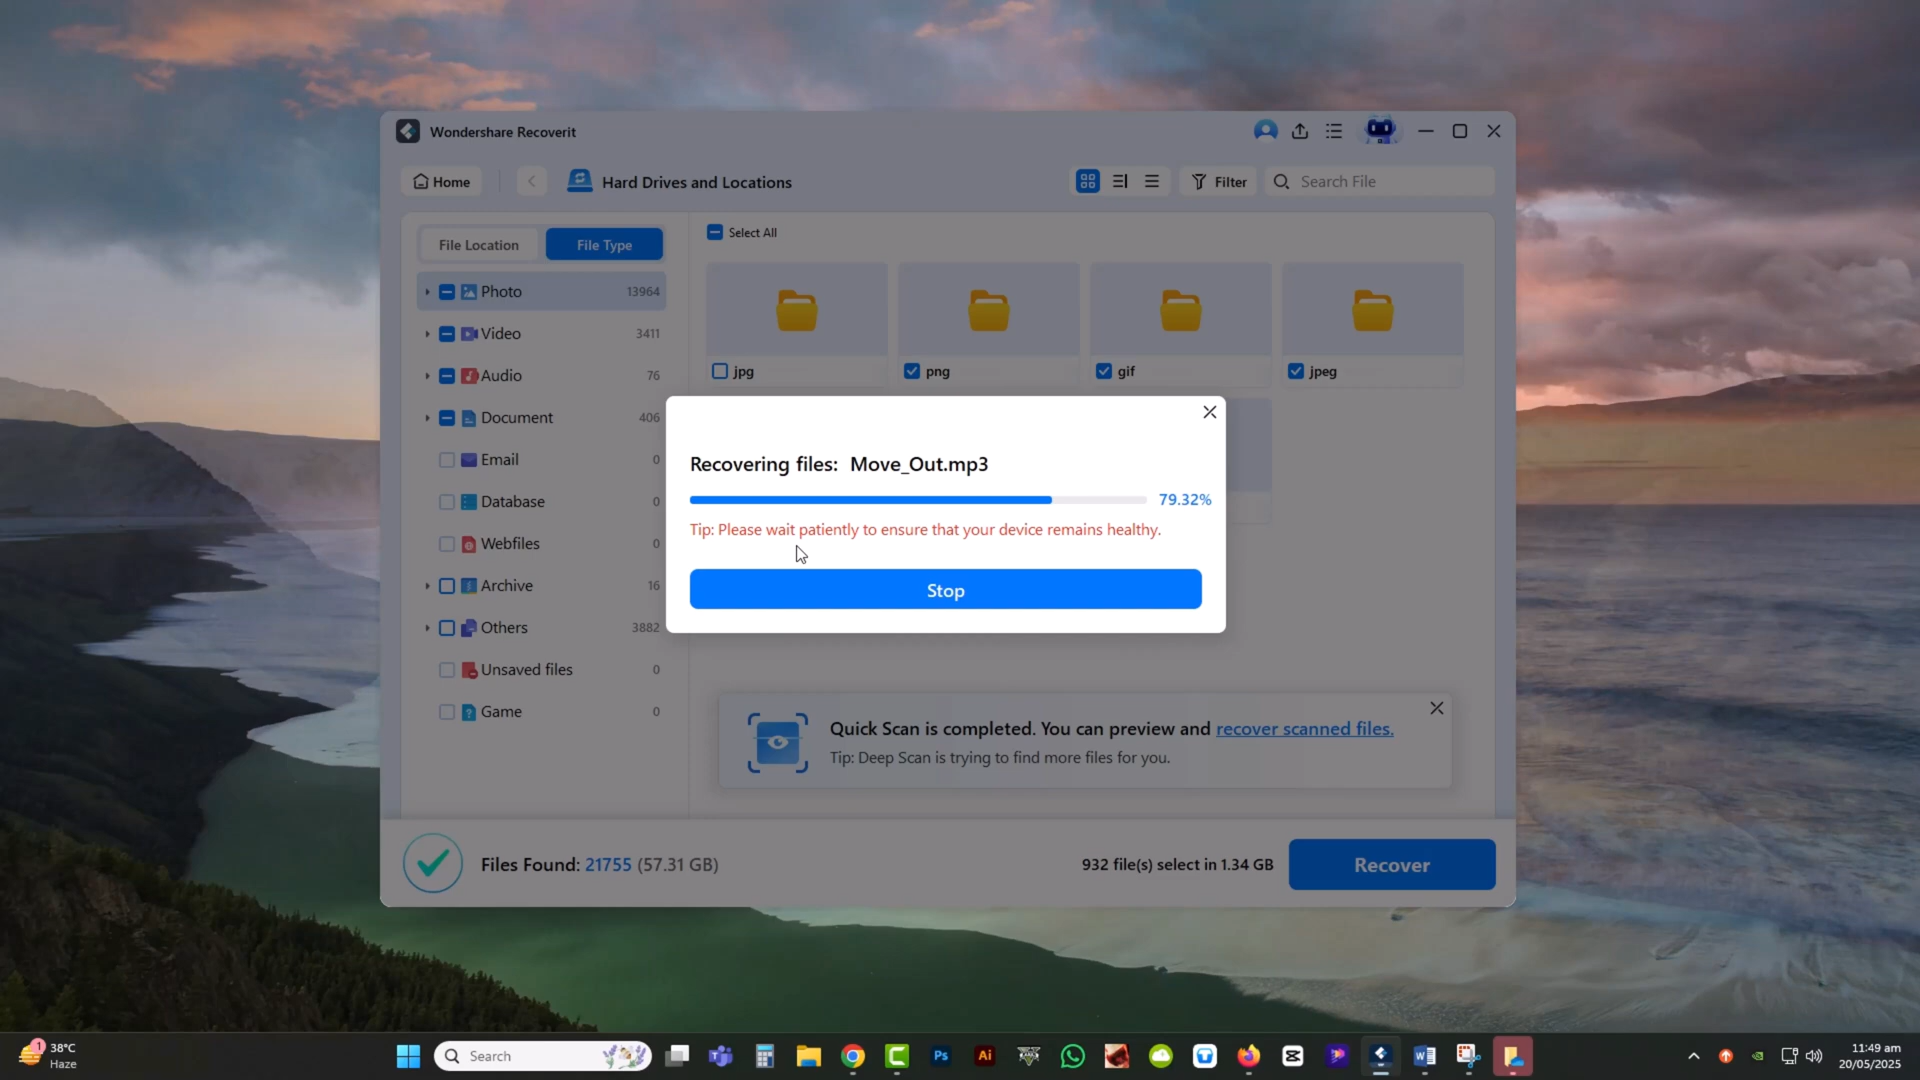 Wondershare Recoverit
Home
Hard Drives and Locations
Filter
Search File
File Location
File Type
Select All
Photo 13964
Video 3411
Audio 76
Document 406
Email 0
Database 0
Webfiles 0
Archive 16
Others 3882
Unsaved files 0
Game 0
jpg
png
gif
jpeg
Recovering files: Move_Out.mp3
79.32%
Tip: Please wait patiently to ensure that your device remains healthy.
Stop
Quick Scan is completed. You can preview and recover scanned files.
Tip: Deep Scan is trying to find more files for you.
Files Found: 21755 (57.31 GB)
932 file(s) select in 1.34 GB
Recover
1
38°C
Haze
Search
Ps
Ai
11:49 am
20/05/2025